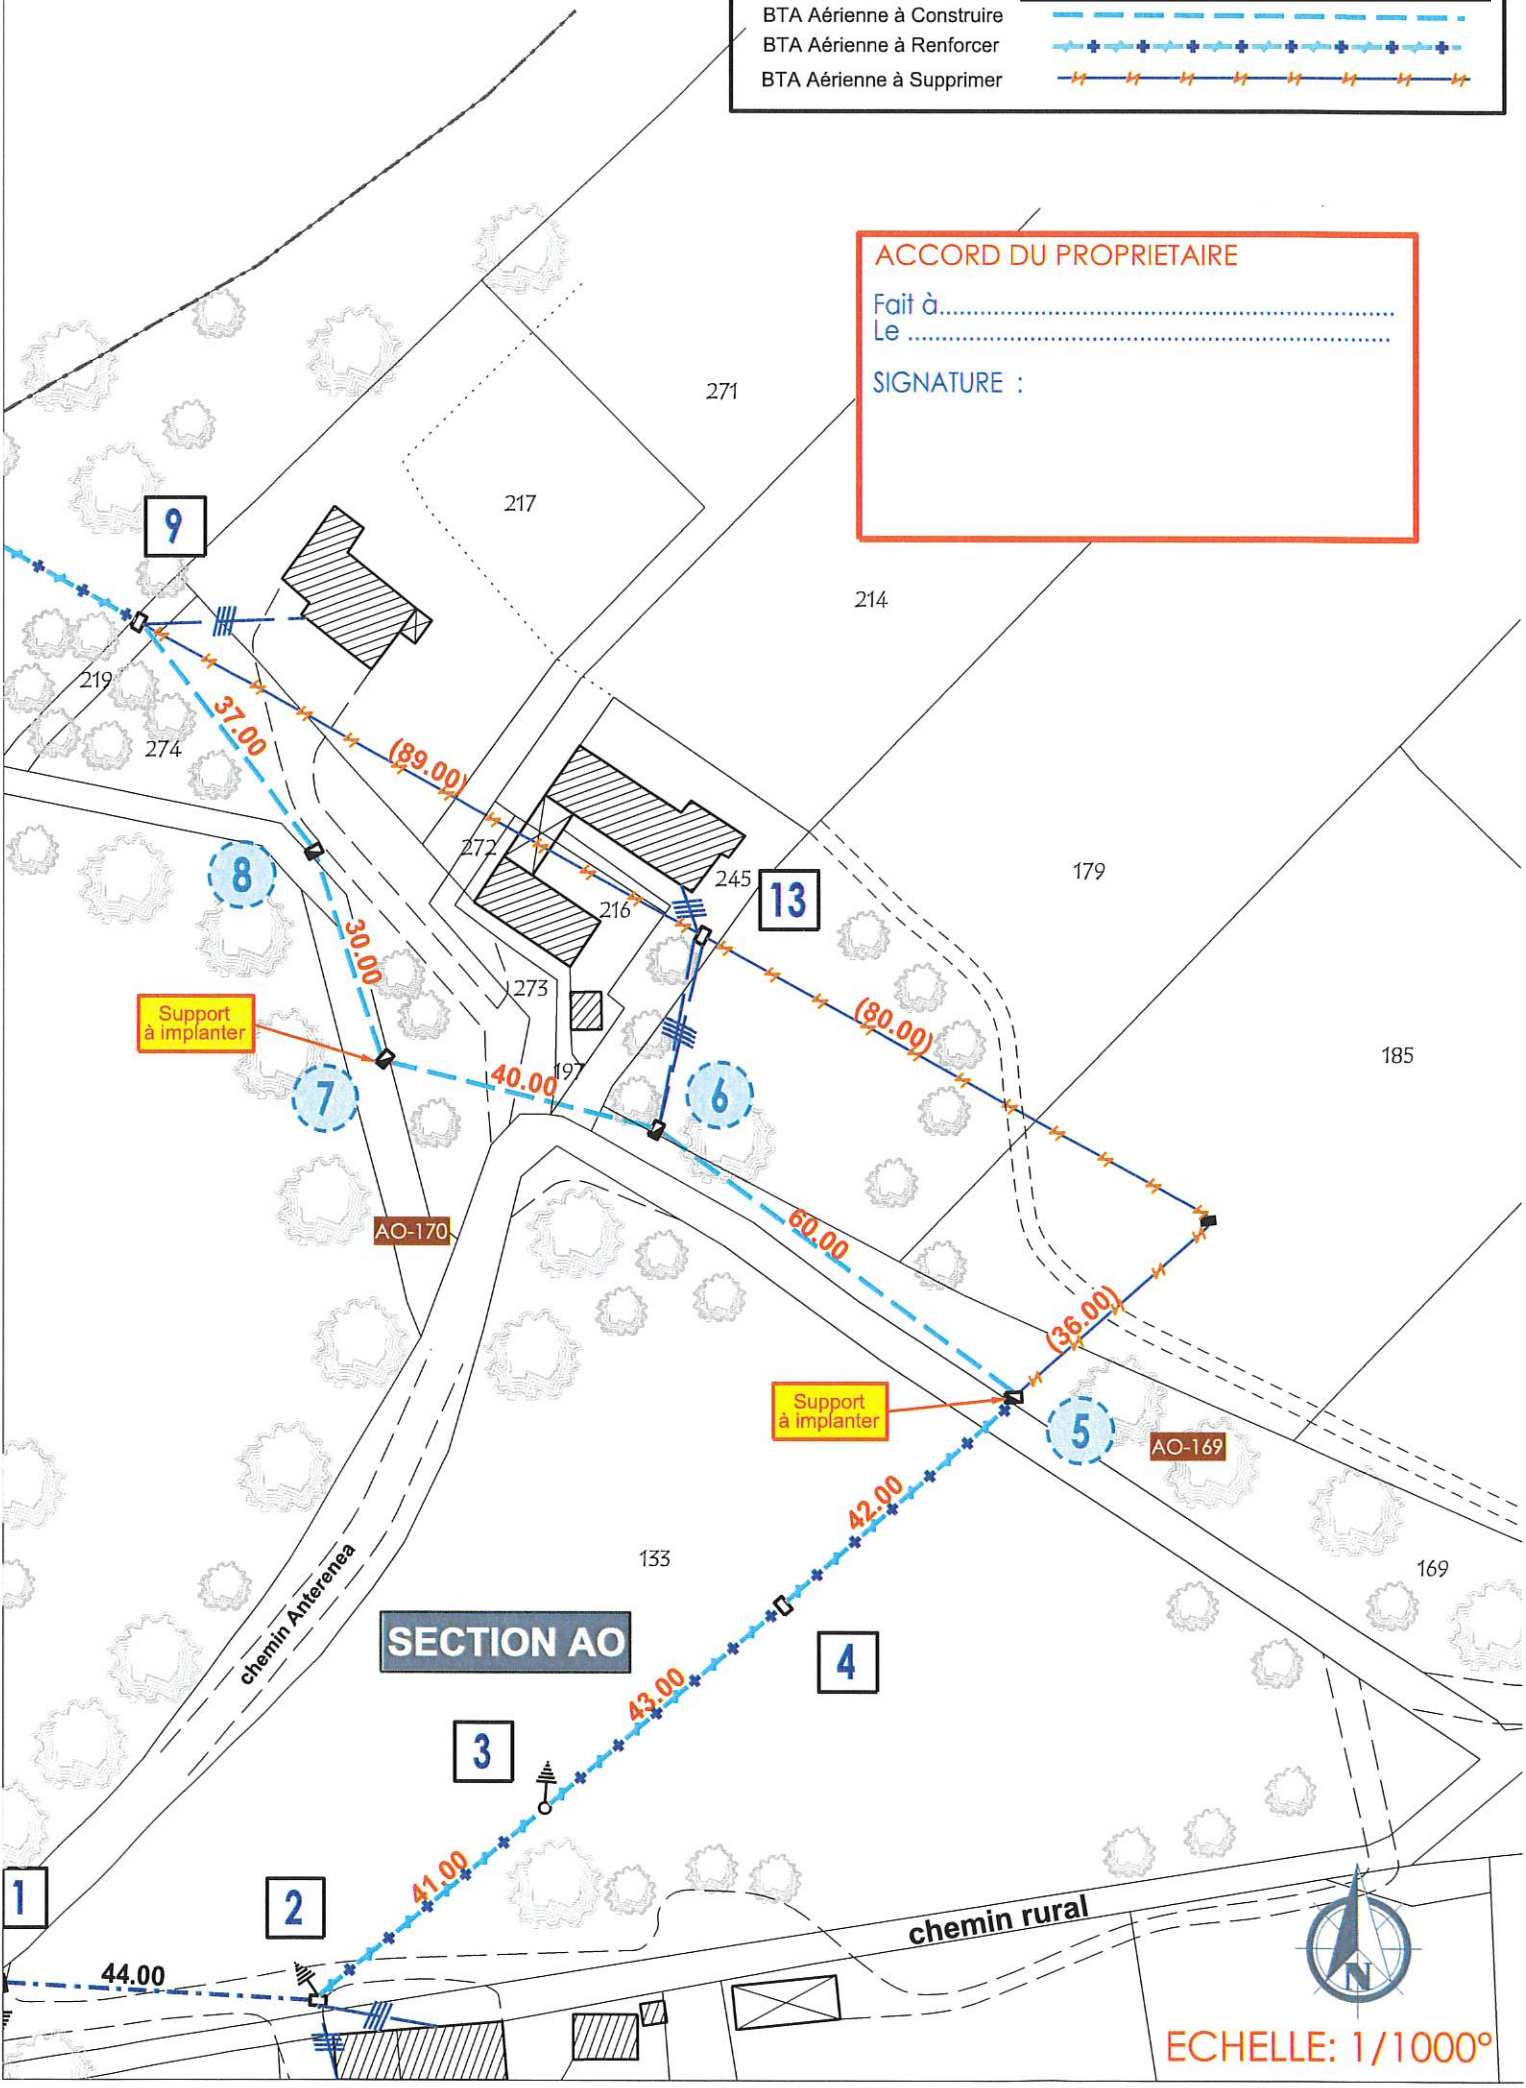 BTA Aérienne à Construire
BTA Aérienne à Renforcer
BTA Aérienne à Supprimer
ACCORD DU PROPRIETAIRE
Fait à..........................................................................
Le ..............................................................................
SIGNATURE :
271
217
9
214
219
37.00
274
(89.00)
272
179
8
245
13
216
30.00
273
Support
à implanter
(80.00)
185
197
40.00
6
7
AO-170
60.00
(36.00)
Support
à implanter
5
AO-169
42.00
133
169
chemin Anterenea
SECTION AO
4
43.00
3
41.00
1
2
chemin rural
44.00
N
ECHELLE: 1/1000°